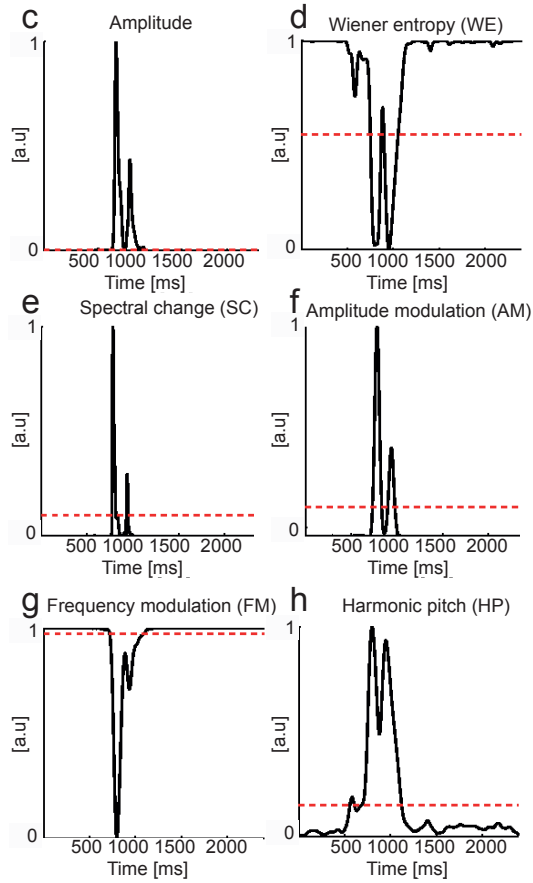 c Amplitude
1
[a.u]
0
500 1000 1500 2000
Time [ms]
d Wiener entropy (WE)
1
[a.u]
0
500 1000 1500 2000
Time [ms]
e Spectral change (SC)
1
[a.u]
0
500 1000 1500 2000
Time [ms]
f Amplitude modulation (AM)
1
[a.u]
0
500 1000 1500 2000
Time [ms]
g Frequency modulation (FM)
1
[a.u]
0
500 1000 1500 2000
Time [ms]
h Harmonic pitch (HP)
1
[a.u]
0
500 1000 1500 2000
Time [ms]